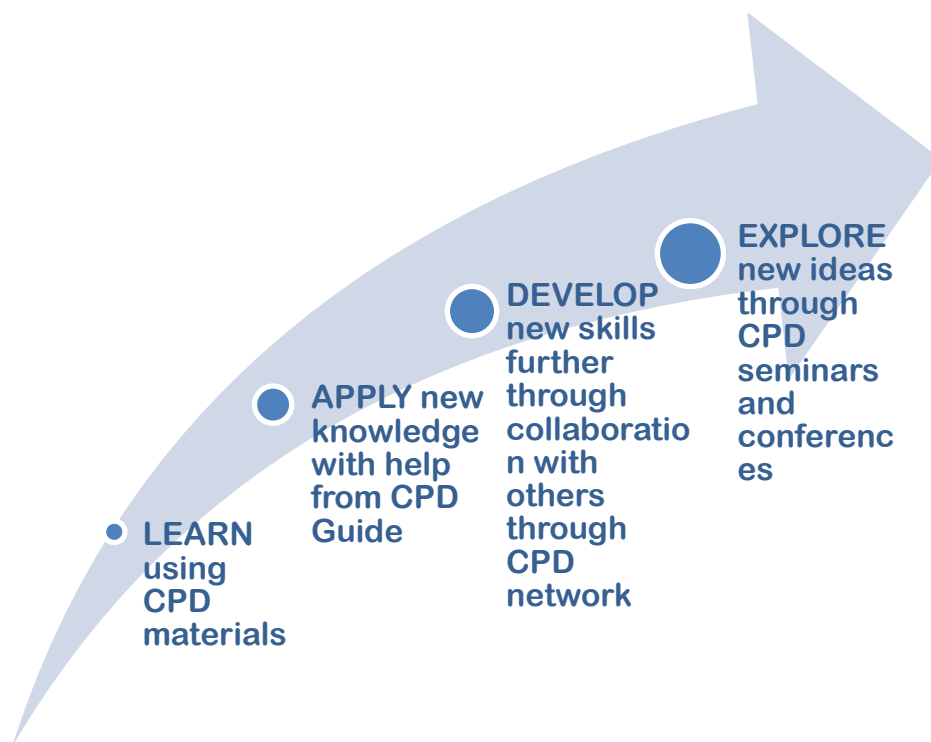 LEARN
using
CPD
materials
APPLY new
knowledge
with help
from CPD
Guide
DEVELOP
new skills
further
through
collaboratio
n with
others
through
CPD
network
EXPLORE
new ideas
through
CPD
seminars
and
conferenc
es